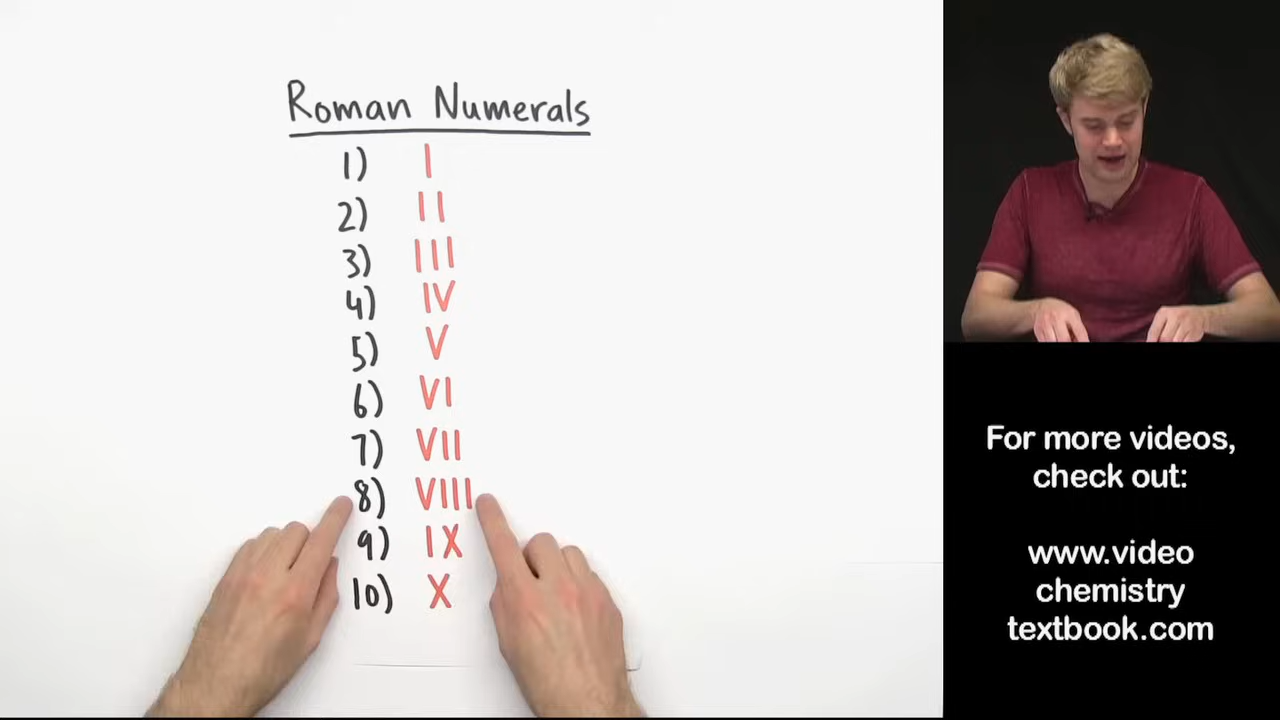 Roman Numerals
1) I
2) II
3) III
4) IV
5) V
6) VI
7) VII
8) VIII
9) IX
10) X
For more videos,
check out:
www.video
chemistry
textbook.com